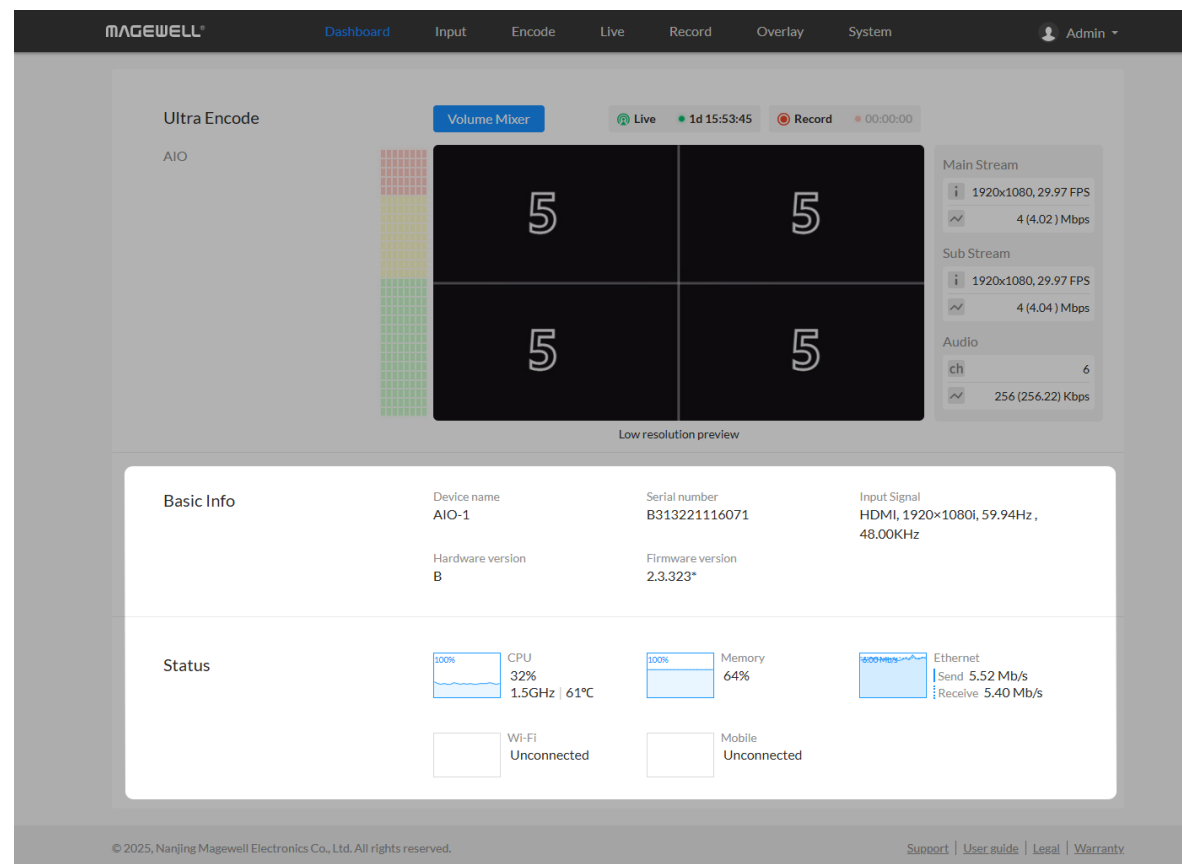 MAGEWELL®
Dashboard Input Encode Live Record Overlay System Admin
Ultra Encode
Volume Mixer
Live 1d 15:53:45
Record 00:00:00
AIO
5 5
5 5
Low resolution preview
Main Stream
i 1920x1080, 29.97 FPS
4 (4.02 ) Mbps
Sub Stream
i 1920x1080, 29.97 FPS
4 (4.04 ) Mbps
Audio
ch 6
256 (256.22) Kbps
Basic Info
Device name
AIO-1
Serial number
B313221116071
Input Signal
HDMI, 1920×1080i, 59.94Hz ,
48.00KHz
Hardware version
B
Firmware version
2.3.323*
Status
100%
CPU
32%
1.5GHz | 61℃
100%
Memory
64%
6.00 Mb/s
Ethernet
Send 5.52 Mb/s
Receive 5.40 Mb/s
Wi-Fi
Unconnected
Mobile
Unconnected
© 2025, Nanjing Magewell Electronics Co., Ltd. All rights reserved.
Support | User guide | Legal | Warranty